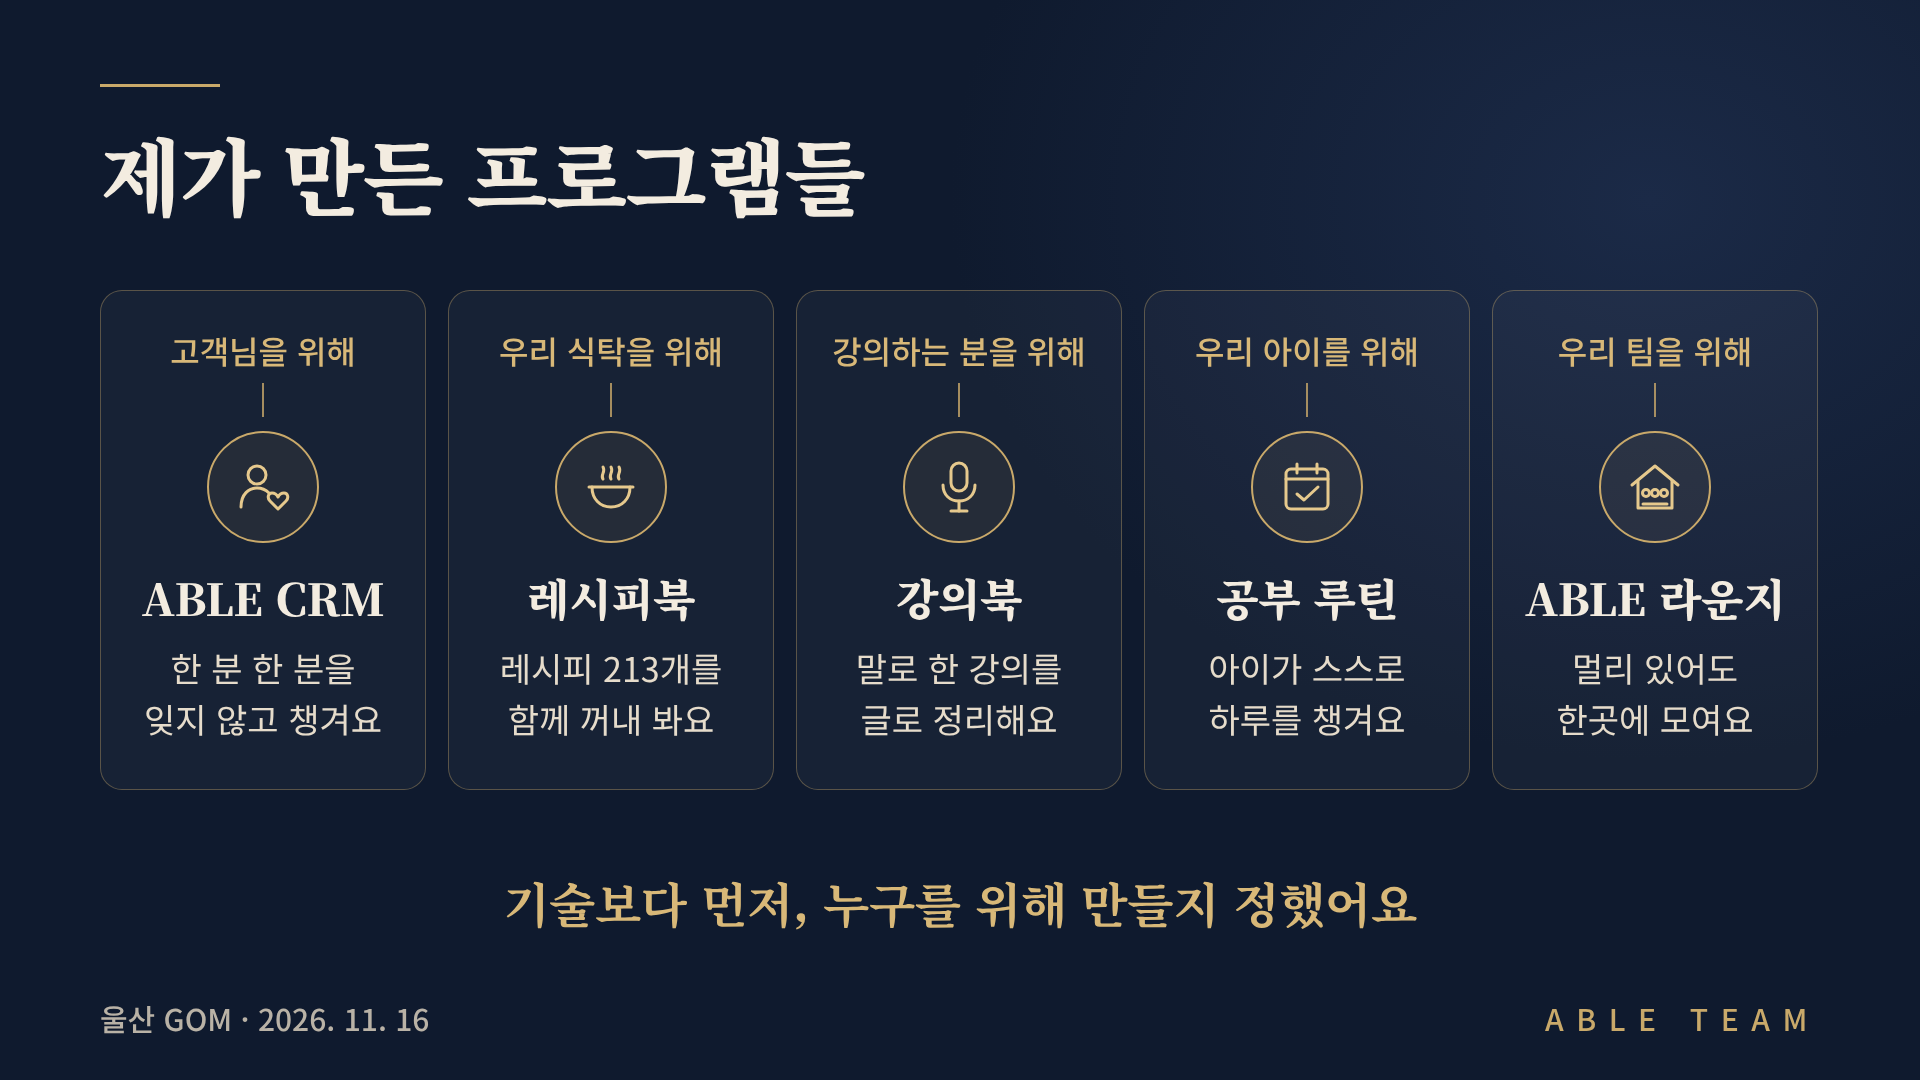 제가 만든 프로그램들
고객님을 위해
ABLE CRM
한 분 한 분을
잊지 않고 챙겨요
우리 식탁을 위해
레시피북
레시피 213개를
함께 꺼내 봐요
강의하는 분을 위해
강의북
말로 한 강의를
글로 정리해요
우리 아이를 위해
공부 루틴
아이가 스스로
하루를 챙겨요
우리 팀을 위해
ABLE 라운지
멀리 있어도
한곳에 모여요
기술보다 먼저, 누구를 위해 만들지 정했어요
울산 GOM · 2026. 11. 16
ABLE TEAM